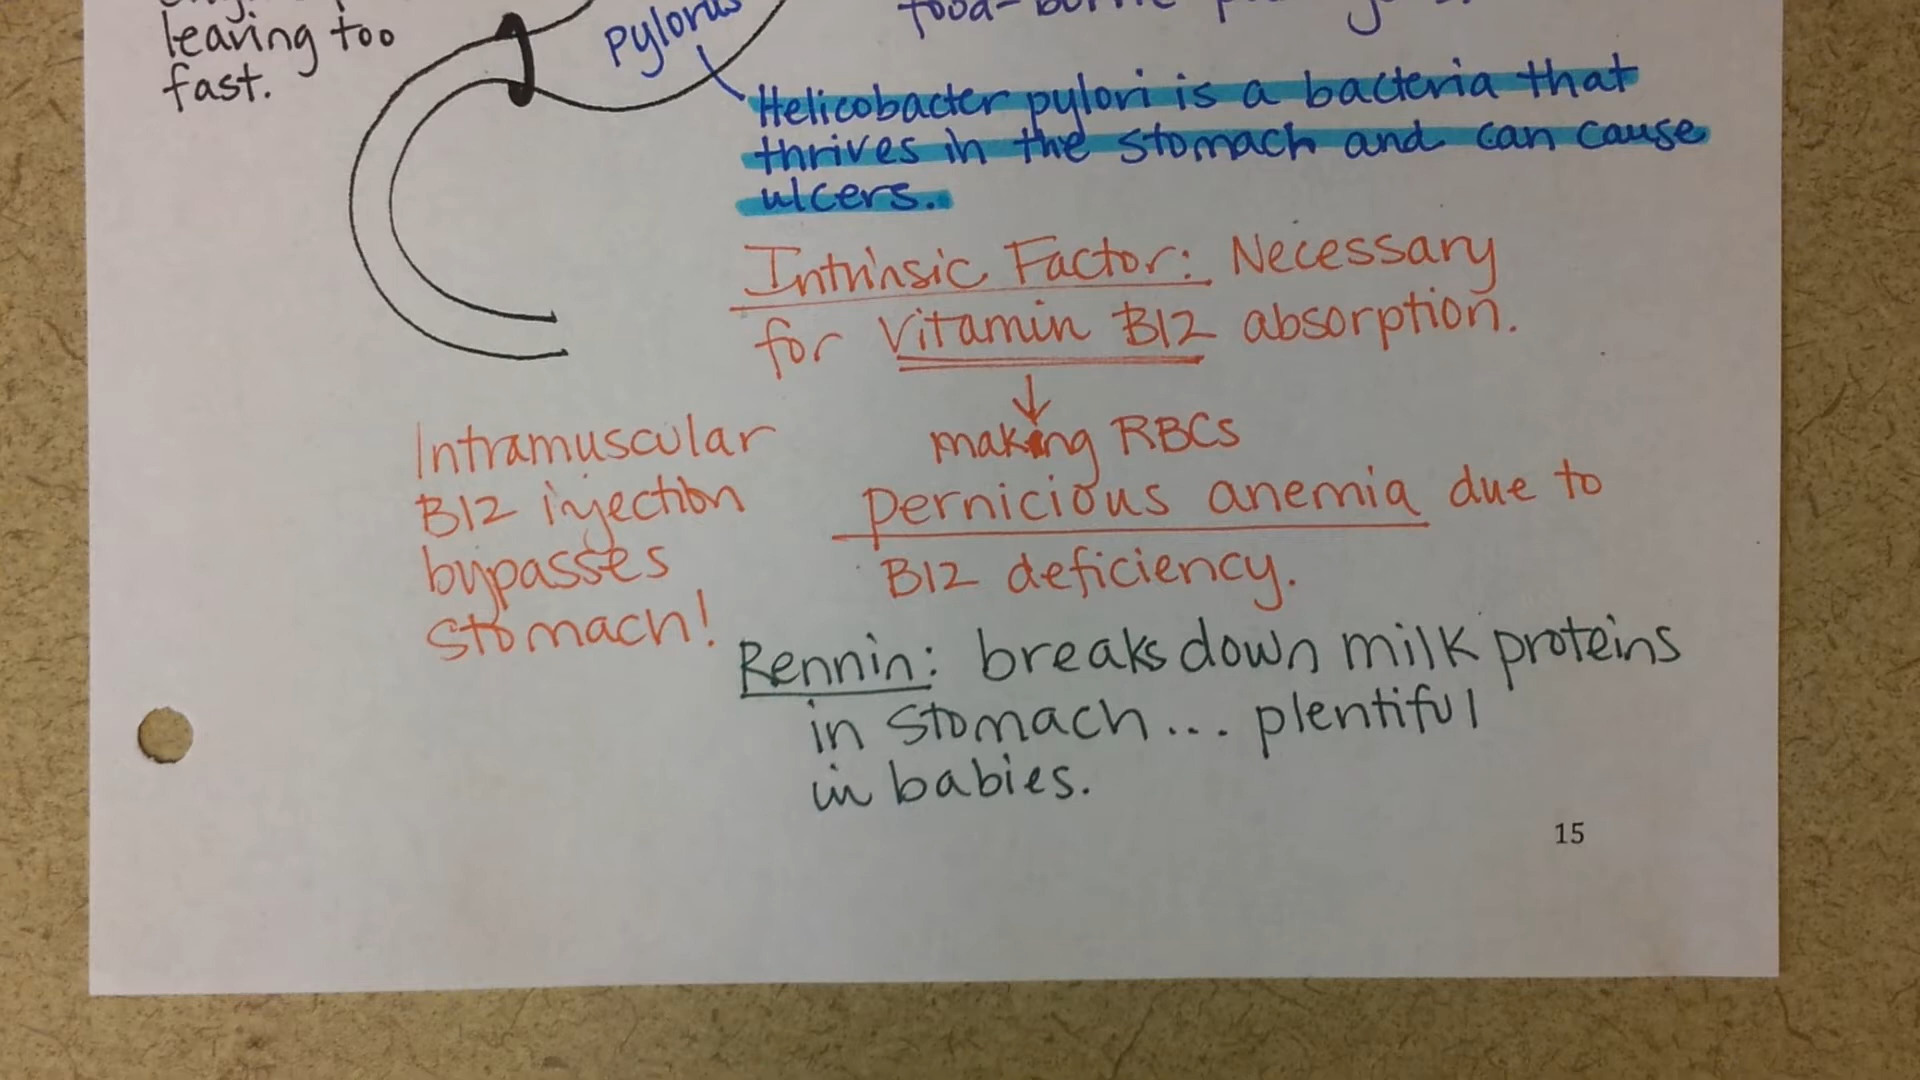 leaving too
fast.
pylorus
food-borne
Helicobacter pylori is a bacteria that
thrives in the stomach and can cause
ulcers.
Intrinsic Factor: Necessary
for Vitamin B12 absorption.
↓
making RBCs
pernicious anemia due to
B12 deficiency.
Intramuscular
B12 injection
bypasses
stomach!
Rennin: breaks down milk proteins
in stomach... plentiful
in babies.
15